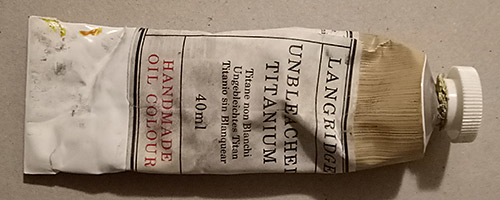 LANGRIDGE
UNBLEACHED
TITANIUM
Titane non Blanchi
Ungebleichtes Titan
Titanio sin Blanquear
40ml
HANDMADE
OIL COLOUR